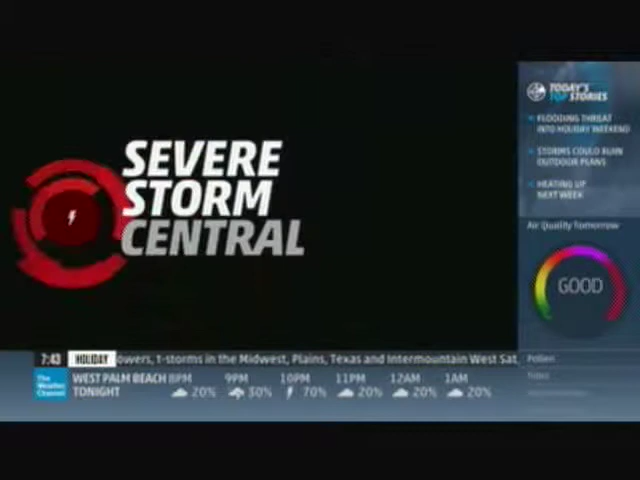 SEVERE
STORM
CENTRAL
TODAY'S
TOP STORIES
FLOODING THREAT
INTO HOLIDAY WEEKEND
STORMS COULD RUIN
OUTDOOR PLANS
HEATING UP
NEXT WEEK
Air Quality Tomorrow
GOOD
7:43 HOLIDAY owers, t-storms in the Midwest, Plains, Texas and Intermountain West Sat,
Pollen
The
Weather
Channel
WEST PALM BEACH 8PM 9PM 10PM 11PM 12AM 1AM
TONIGHT 20% 30% 70% 20% 20% 20%